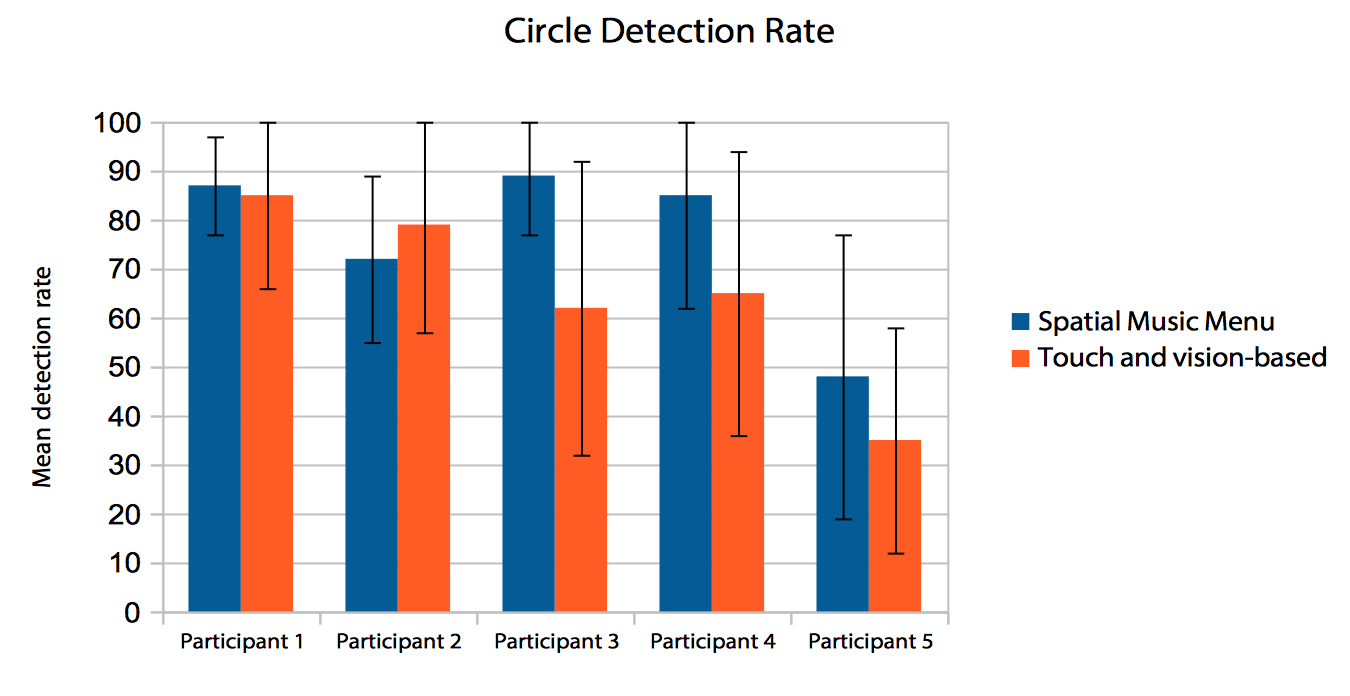 Circle Detection Rate
100
90
80
70
60
50
40
30
20
10
0
Mean detection rate
Participant 1
Participant 2
Participant 3
Participant 4
Participant 5
Spatial Music Menu
Touch and vision-based